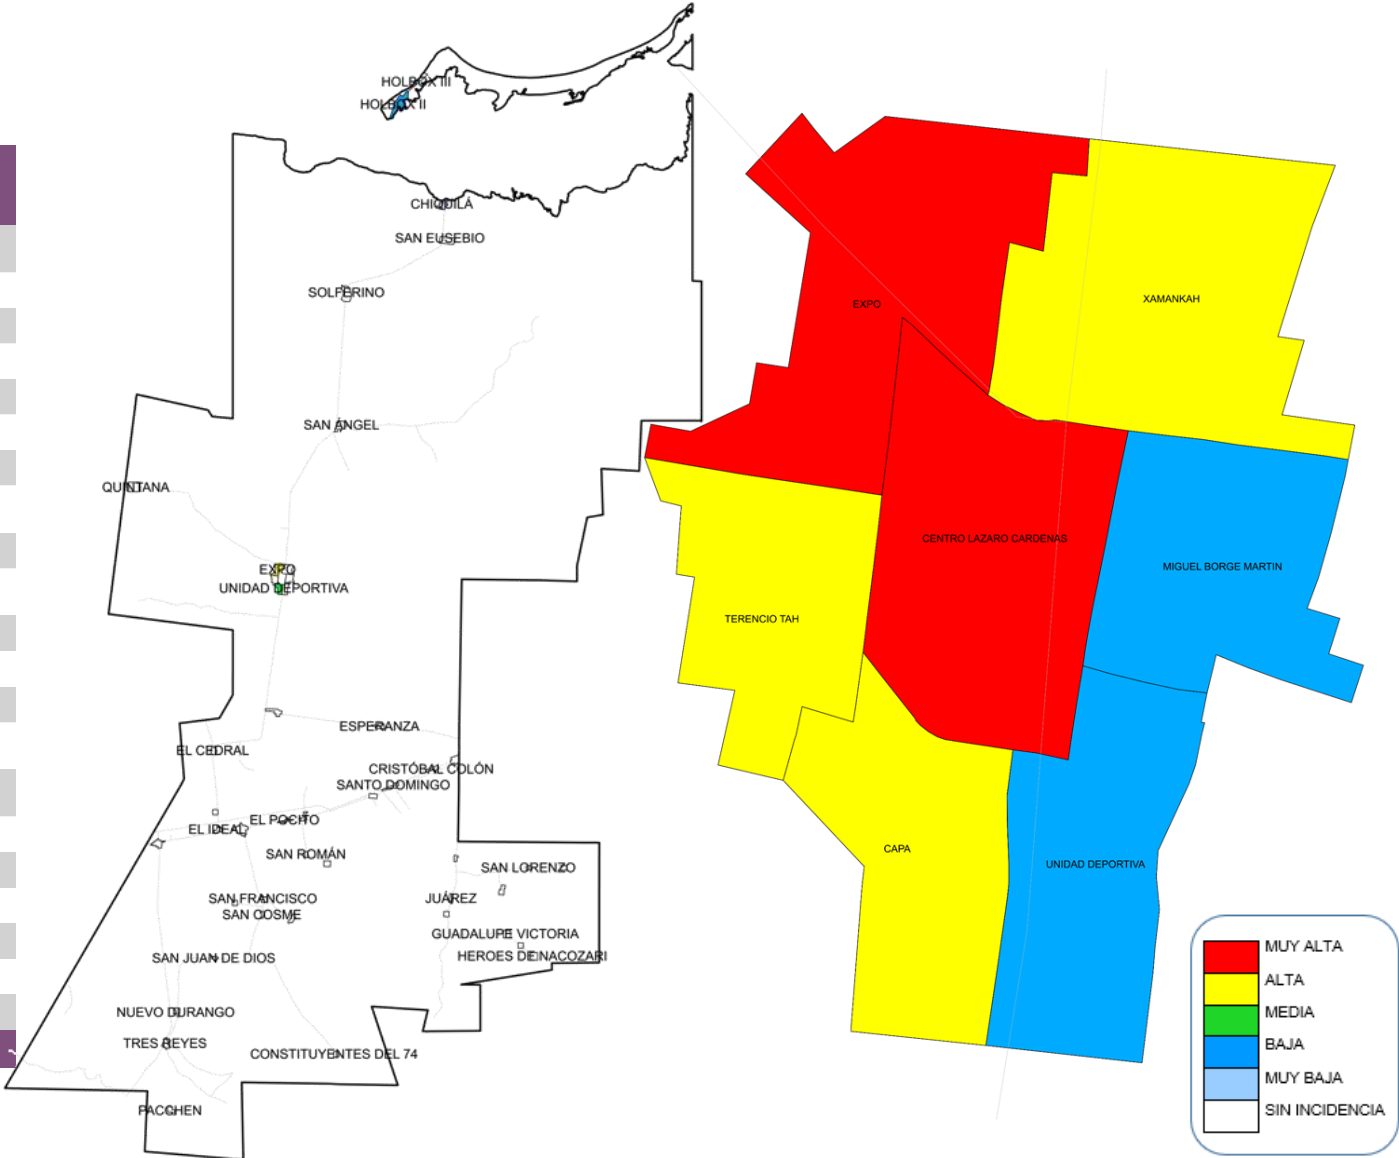 HOLBOX III
HOLBOX II
CHIQUILÁ
SAN EUSEBIO
SOLFERINO
SAN ÁNGEL
QUINTANA
EXPO
UNIDAD DEPORTIVA
ESPERANZA
EL CEDRAL
CRISTÓBAL COLÓN
SANTO DOMINGO
EL POCITO
EL IDEAL
SAN ROMÁN
SAN LORENZO
SAN FRANCISCO
JUÁREZ
SAN COSME
GUADALUPE VICTORIA
HEROES DE NACOZARI
SAN JUAN DE DIOS
NUEVO DURANGO
TRES REYES
CONSTITUYENTES DEL 74
PACCHEN
EXPO
XAMANKAH
CENTRO LAZARO CARDENAS
MIGUEL BORGE MARTIN
TERENCIO TAH
CAPA
UNIDAD DEPORTIVA
MUY ALTA
ALTA
MEDIA
BAJA
MUY BAJA
SIN INCIDENCIA